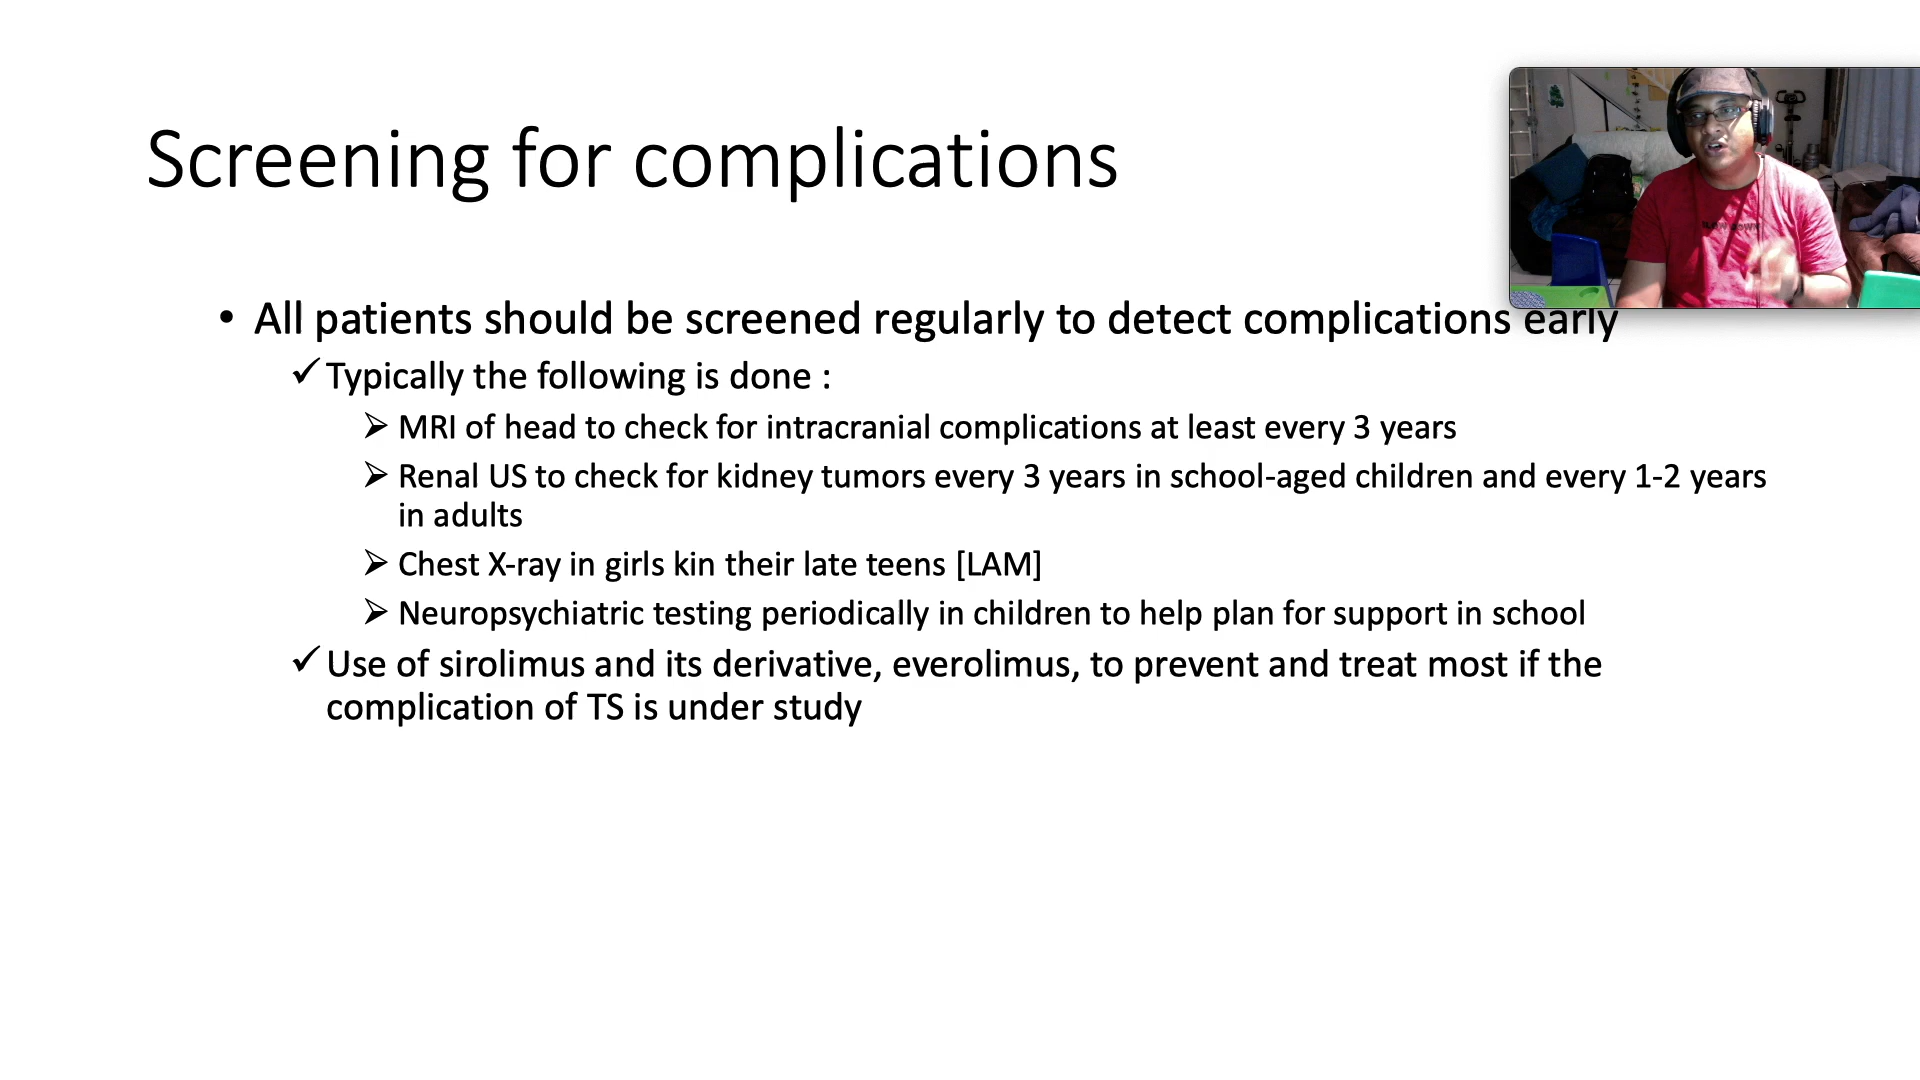 Screening for complications
• All patients should be screened regularly to detect complications early
✓ Typically the following is done :
➢ MRI of head to check for intracranial complications at least every 3 years
➢ Renal US to check for kidney tumors every 3 years in school-aged children and every 1-2 years
in adults
➢ Chest X-ray in girls kin their late teens [LAM]
➢ Neuropsychiatric testing periodically in children to help plan for support in school
✓ Use of sirolimus and its derivative, everolimus, to prevent and treat most if the
complication of TS is under study